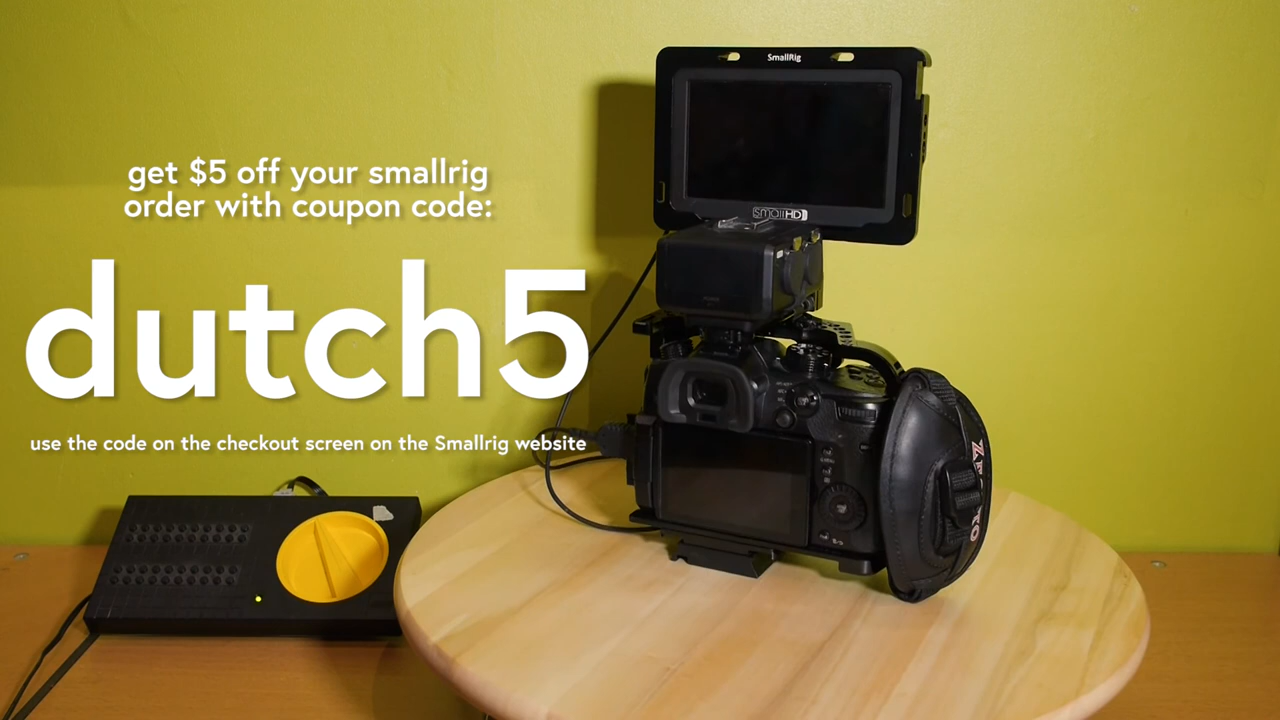 get $5 off your smallrig
order with coupon code:
dutch5
use the code on the checkout screen on the Smallrig website
SmallRig
smallHD